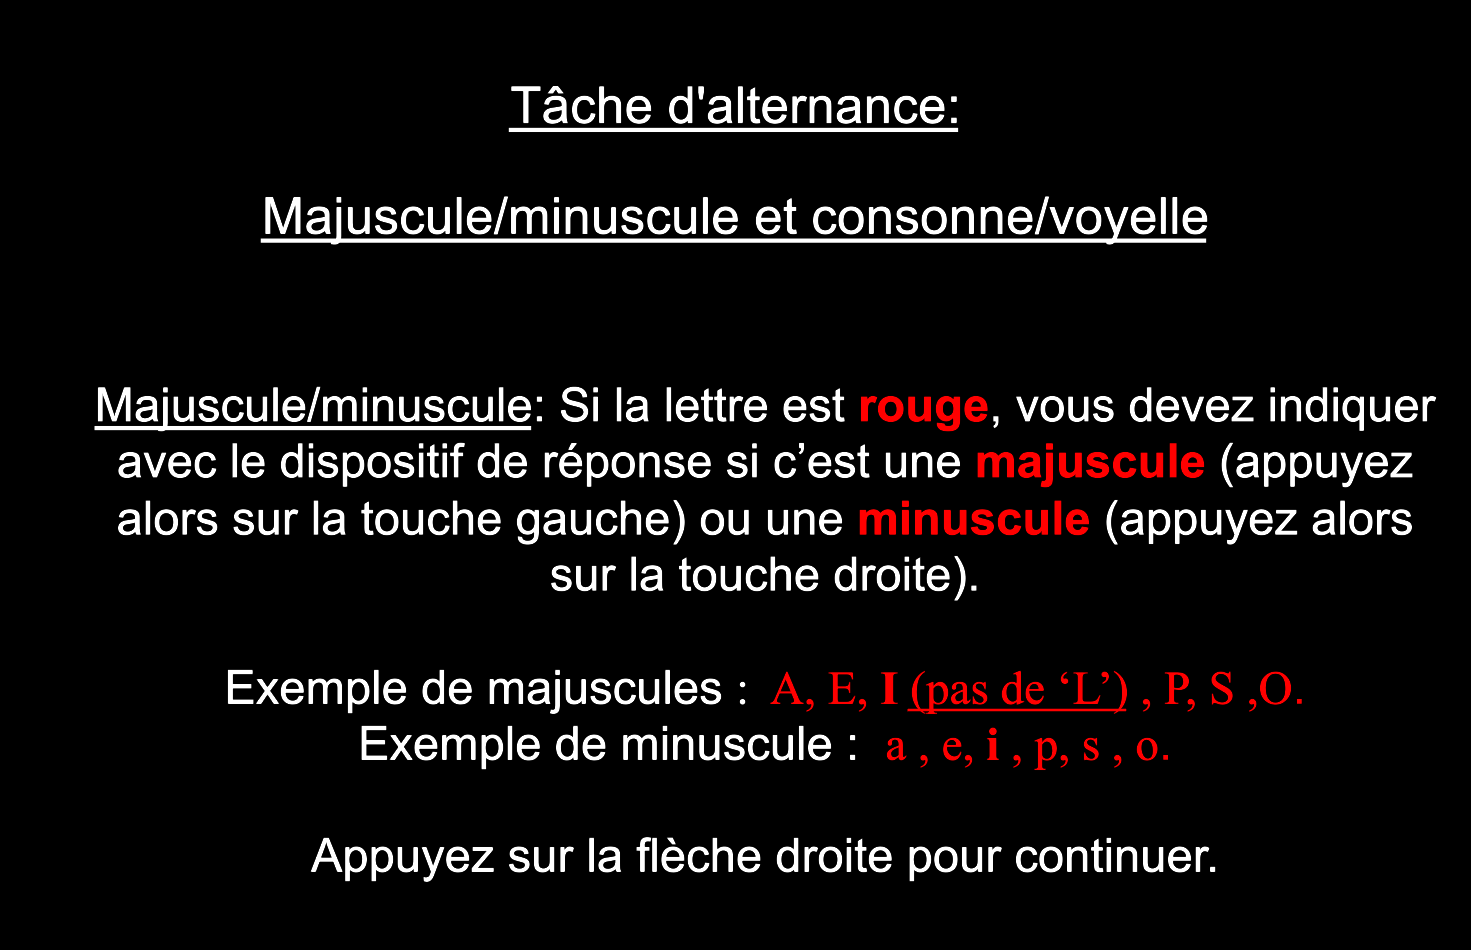 Tâche d'alternance:
Majuscule/minuscule et consonne/voyelle
Majuscule/minuscule: Si la lettre est rouge, vous devez indiquer
avec le dispositif de réponse si c’est une majuscule (appuyez
alors sur la touche gauche) ou une minuscule (appuyez alors
sur la touche droite).
Exemple de majuscules : A, E, I (pas de ‘L’) , P, S ,O.
Exemple de minuscule : a , e, i , p, s , o.
Appuyez sur la flèche droite pour continuer.